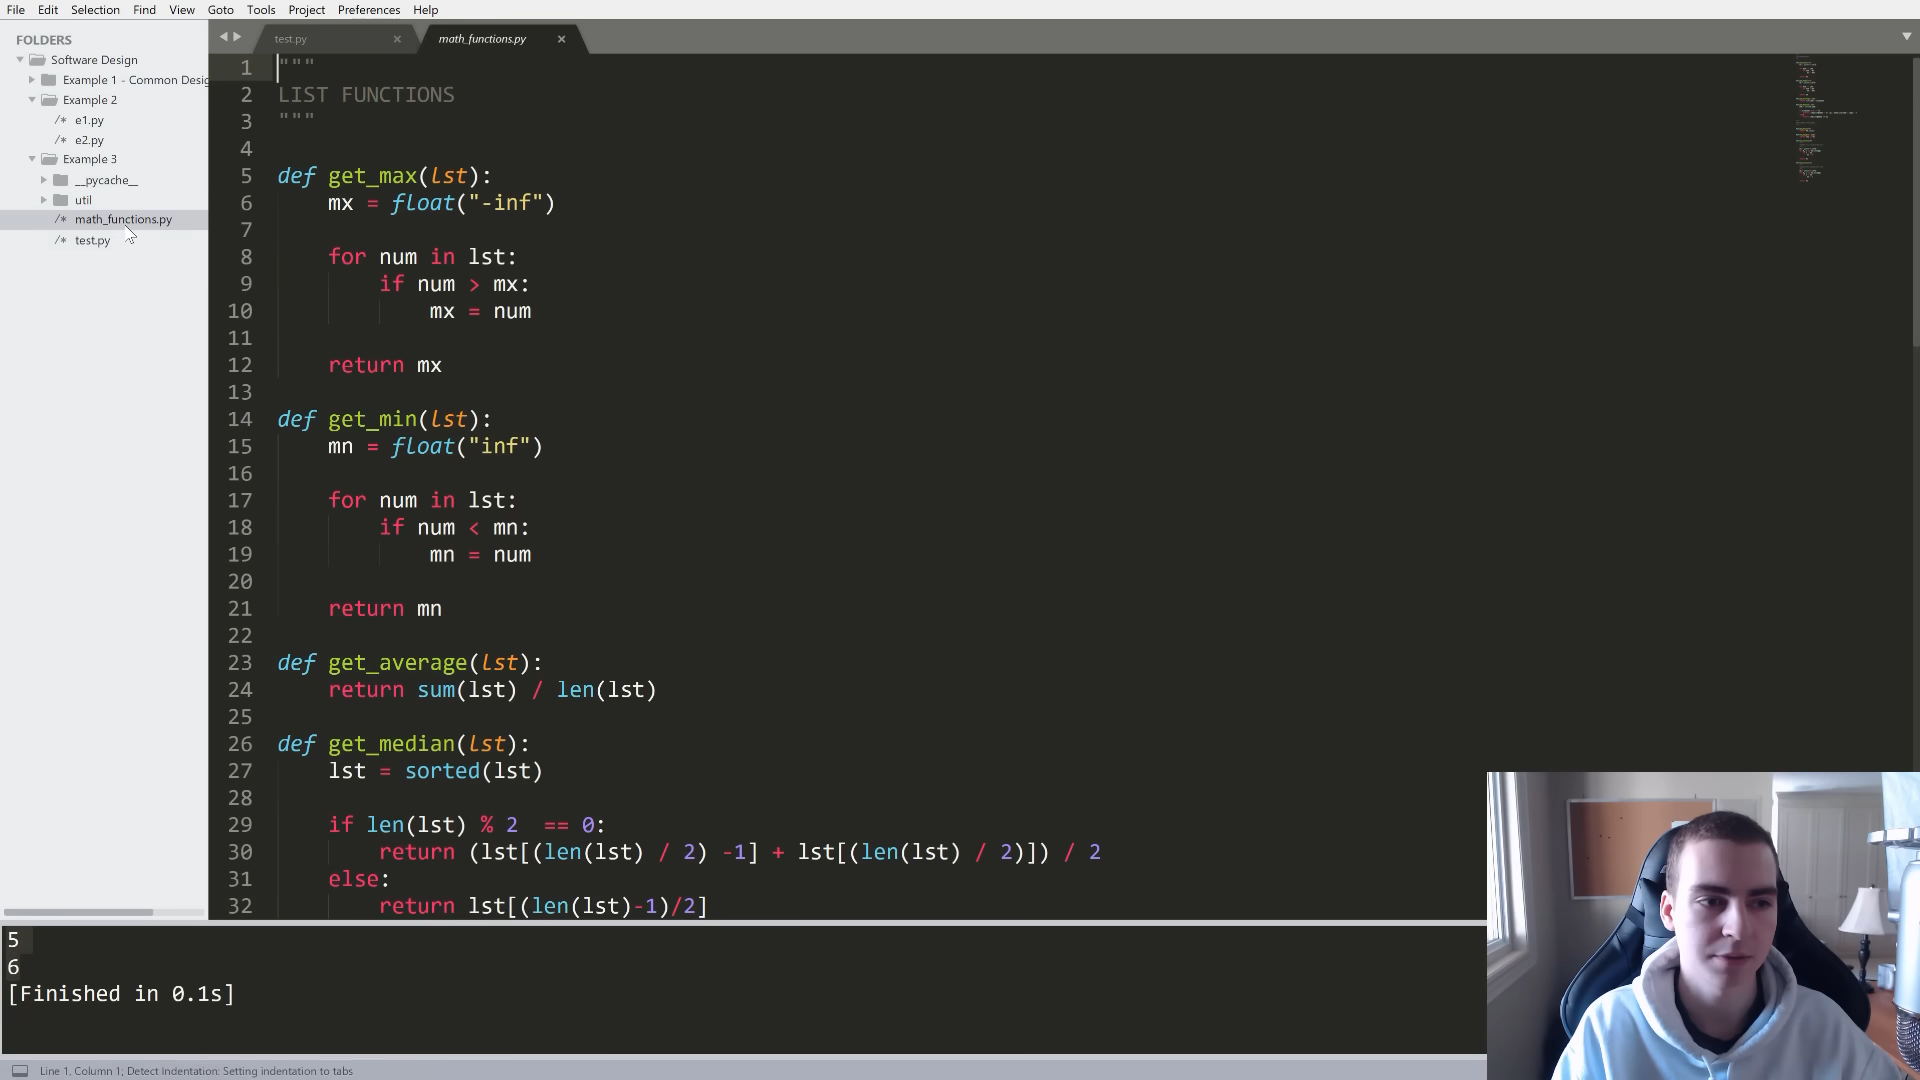 File Edit Selection Find View Goto Tools Project Preferences Help
FOLDERS
Software Design
Example 1 - Common Desig
Example 2
/* e1.py
/* e2.py
Example 3
__pycache__
util
/* math_functions.py
/* test.py
test.py × math_functions.py ×
1 """
2 LIST FUNCTIONS
3 """
4
5 def get_max(lst):
6 mx = float("-inf")
7
8 for num in lst:
9 if num > mx:
10 mx = num
11
12 return mx
13
14 def get_min(lst):
15 mn = float("inf")
16
17 for num in lst:
18 if num < mn:
19 mn = num
20
21 return mn
22
23 def get_average(lst):
24 return sum(lst) / len(lst)
25
26 def get_median(lst):
27 lst = sorted(lst)
28
29 if len(lst) % 2  == 0:
30 return (lst[(len(lst) / 2) -1] + lst[(len(lst) / 2)]) / 2
31 else:
32 return lst[(len(lst)-1)/2]
5
6
[Finished in 0.1s]
Line 1, Column 1; Detect Indentation: Setting indentation to tabs